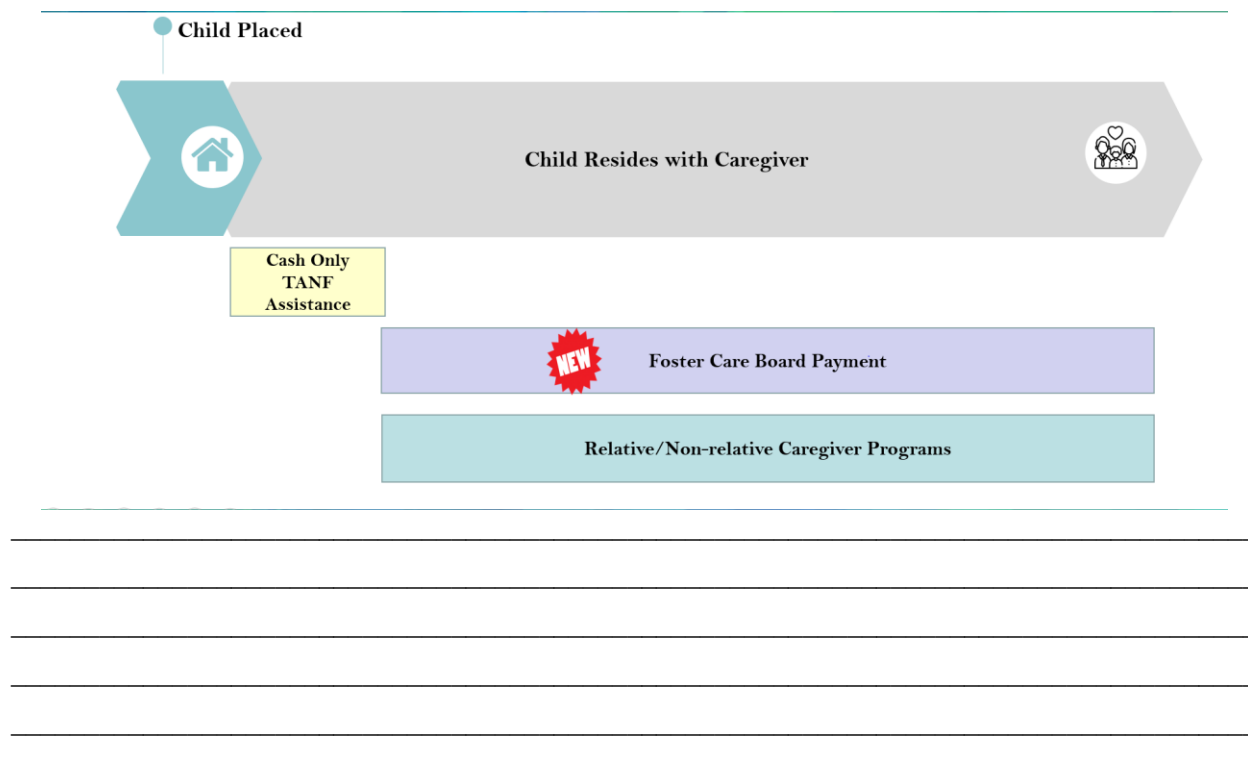 Child Placed
Child Resides with Caregiver
Cash Only
TANF
Assistance
NEW
Foster Care Board Payment
Relative/Non-relative Caregiver Programs